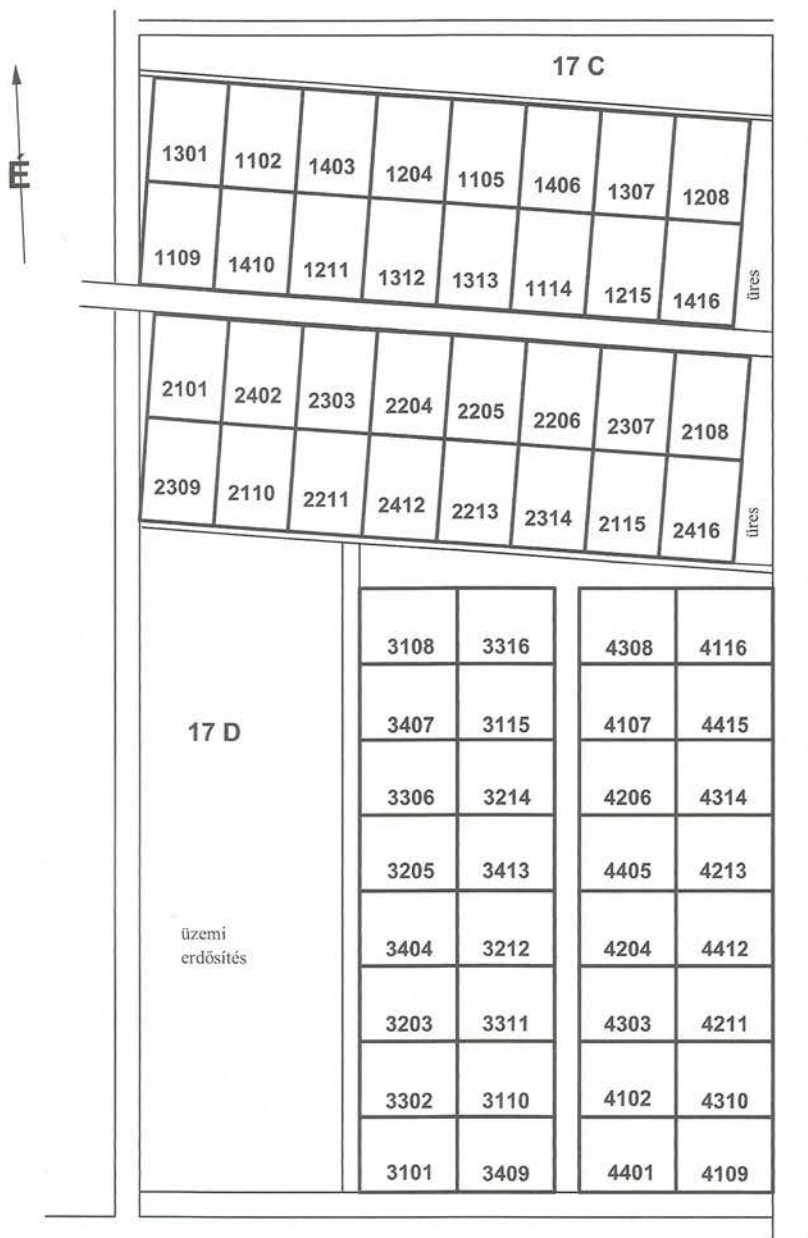 17 C
É
1301 1102 1403 1204 1105 1406 1307 1208
1109 1410 1211 1312 1313 1114 1215 1416 üres
2101 2402 2303 2204 2205 2206 2307 2108
2309 2110 2211 2412 2213 2314 2115 2416 üres
3108 3316 4308 4116
17 D 3407 3115 4107 4415
3306 3214 4206 4314
3205 3413 4405 4213
üzemi
erdősítés
3404 3212 4204 4412
3203 3311 4303 4211
3302 3110 4102 4310
3101 3409 4401 4109